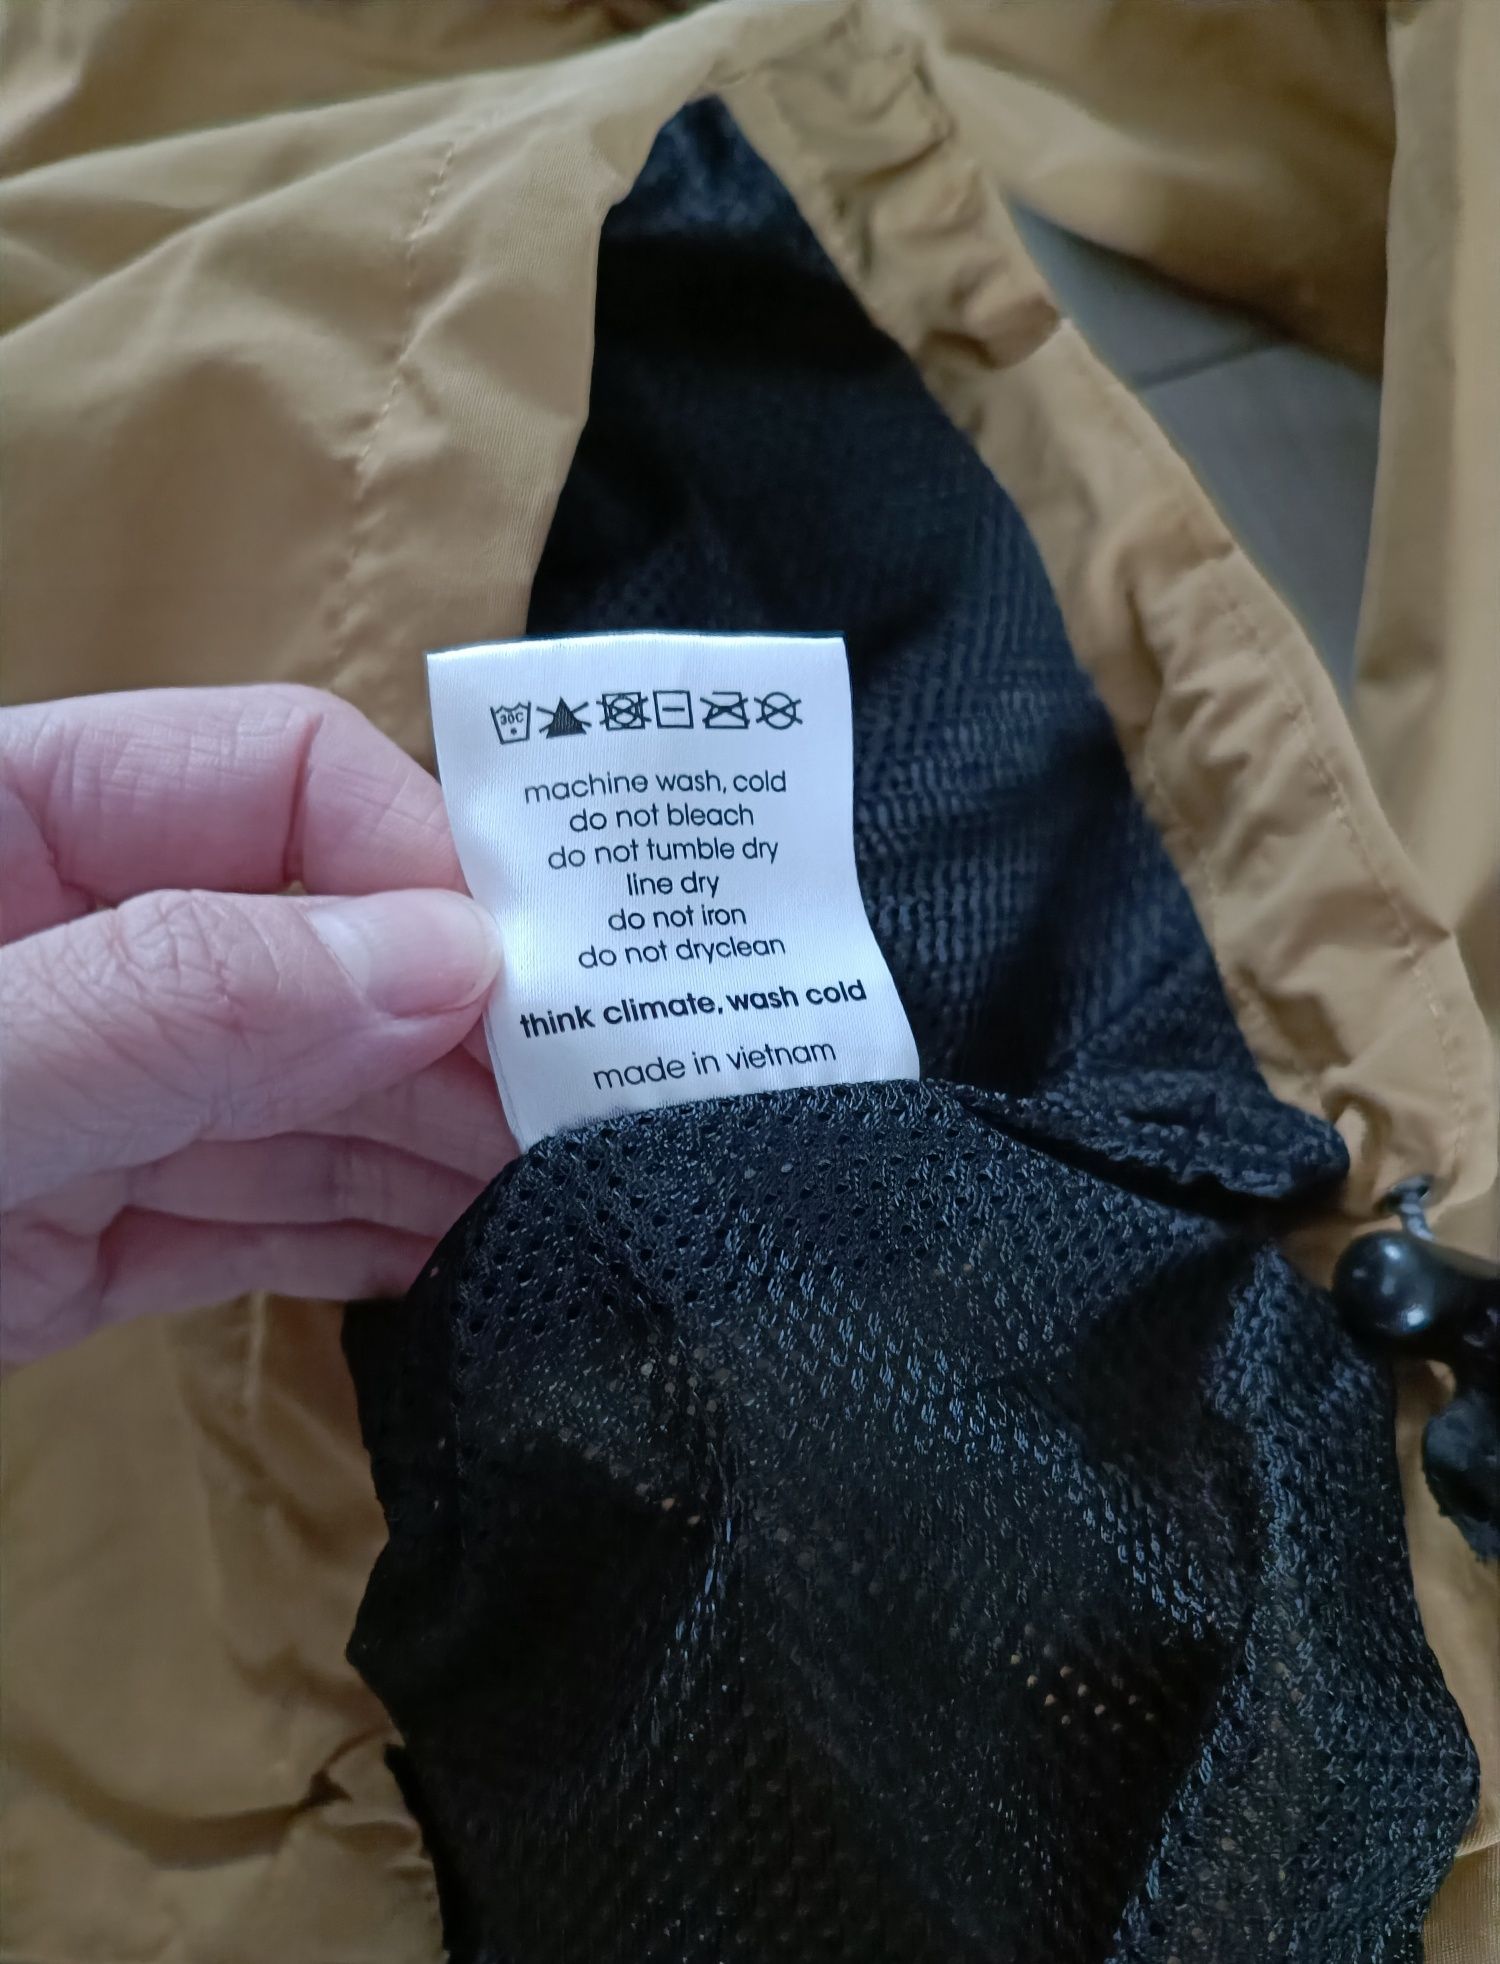 30C
machine wash, cold
do not bleach
do not tumble dry
line dry
do not iron
do not dryclean
think climate, wash cold
made in vietnam